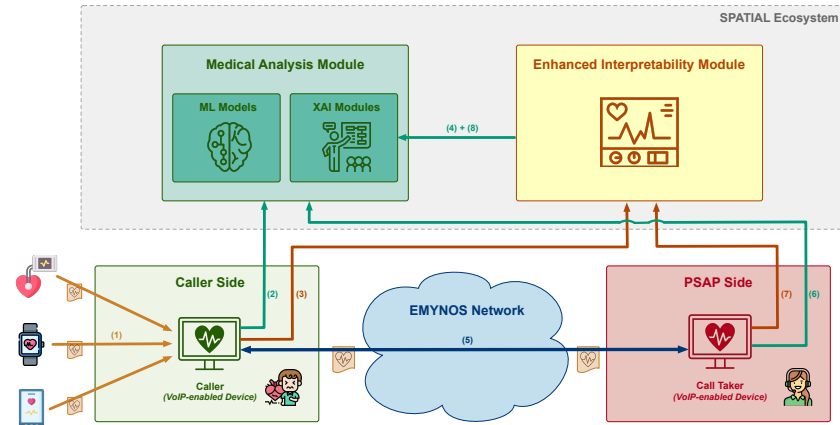 SPATIAL Ecosystem
Medical Analysis Module
Enhanced Interpretability Module
ML Models
XAI Modules
(4) + (8)
Caller Side
(2)
(3)
EMYNOS Network
PSAP Side
(7)
(6)
(1)
(5)
Caller
(VoIP-enabled Device)
Call Taker
(VoIP-enabled Device)